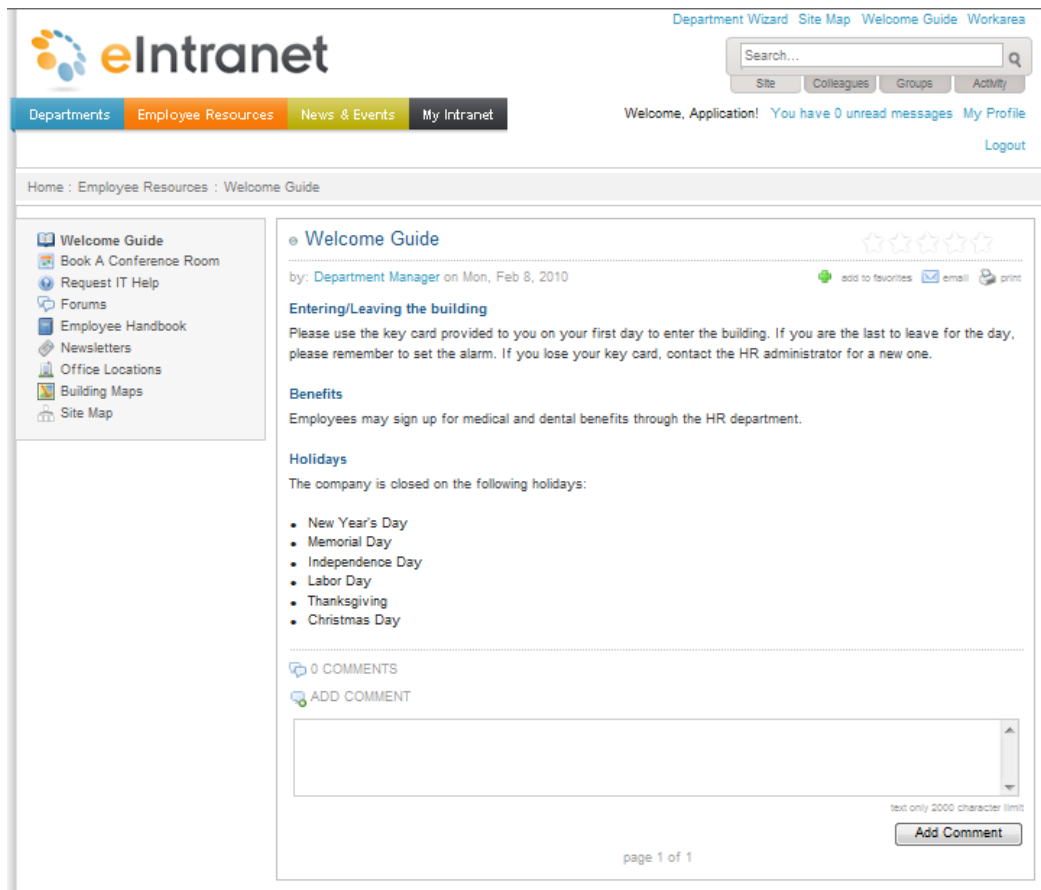 Department Wizard Site Map Welcome Guide Workarea
eIntranet
Search...
Site Colleagues Groups Activity
Departments Employee Resources News & Events My Intranet
Welcome, Application! You have 0 unread messages My Profile
Logout
Home : Employee Resources : Welcome Guide
Welcome Guide
Book A Conference Room
Request IT Help
Forums
Employee Handbook
Newsletters
Office Locations
Building Maps
Site Map
Welcome Guide
by: Department Manager on Mon, Feb 8, 2010
add to favorites email print
Entering/Leaving the building
Please use the key card provided to you on your first day to enter the building. If you are the last to leave for the day,
please remember to set the alarm. If you lose your key card, contact the HR administrator for a new one.
Benefits
Employees may sign up for medical and dental benefits through the HR department.
Holidays
The company is closed on the following holidays:
• New Year's Day
• Memorial Day
• Independence Day
• Labor Day
• Thanksgiving
• Christmas Day
0 COMMENTS
ADD COMMENT
text only 2000 character limit
Add Comment
page 1 of 1